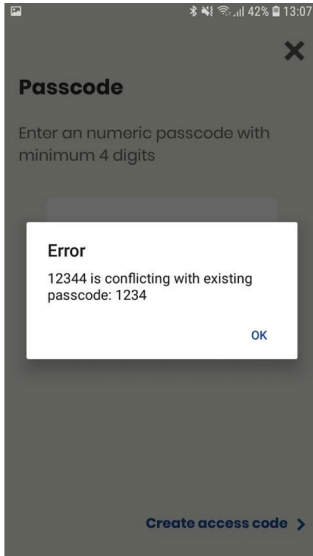 42% 13:07
Passcode
Enter an numeric passcode with
minimum 4 digits
Error
12344 is conflicting with existing
passcode: 1234
OK
Create access code